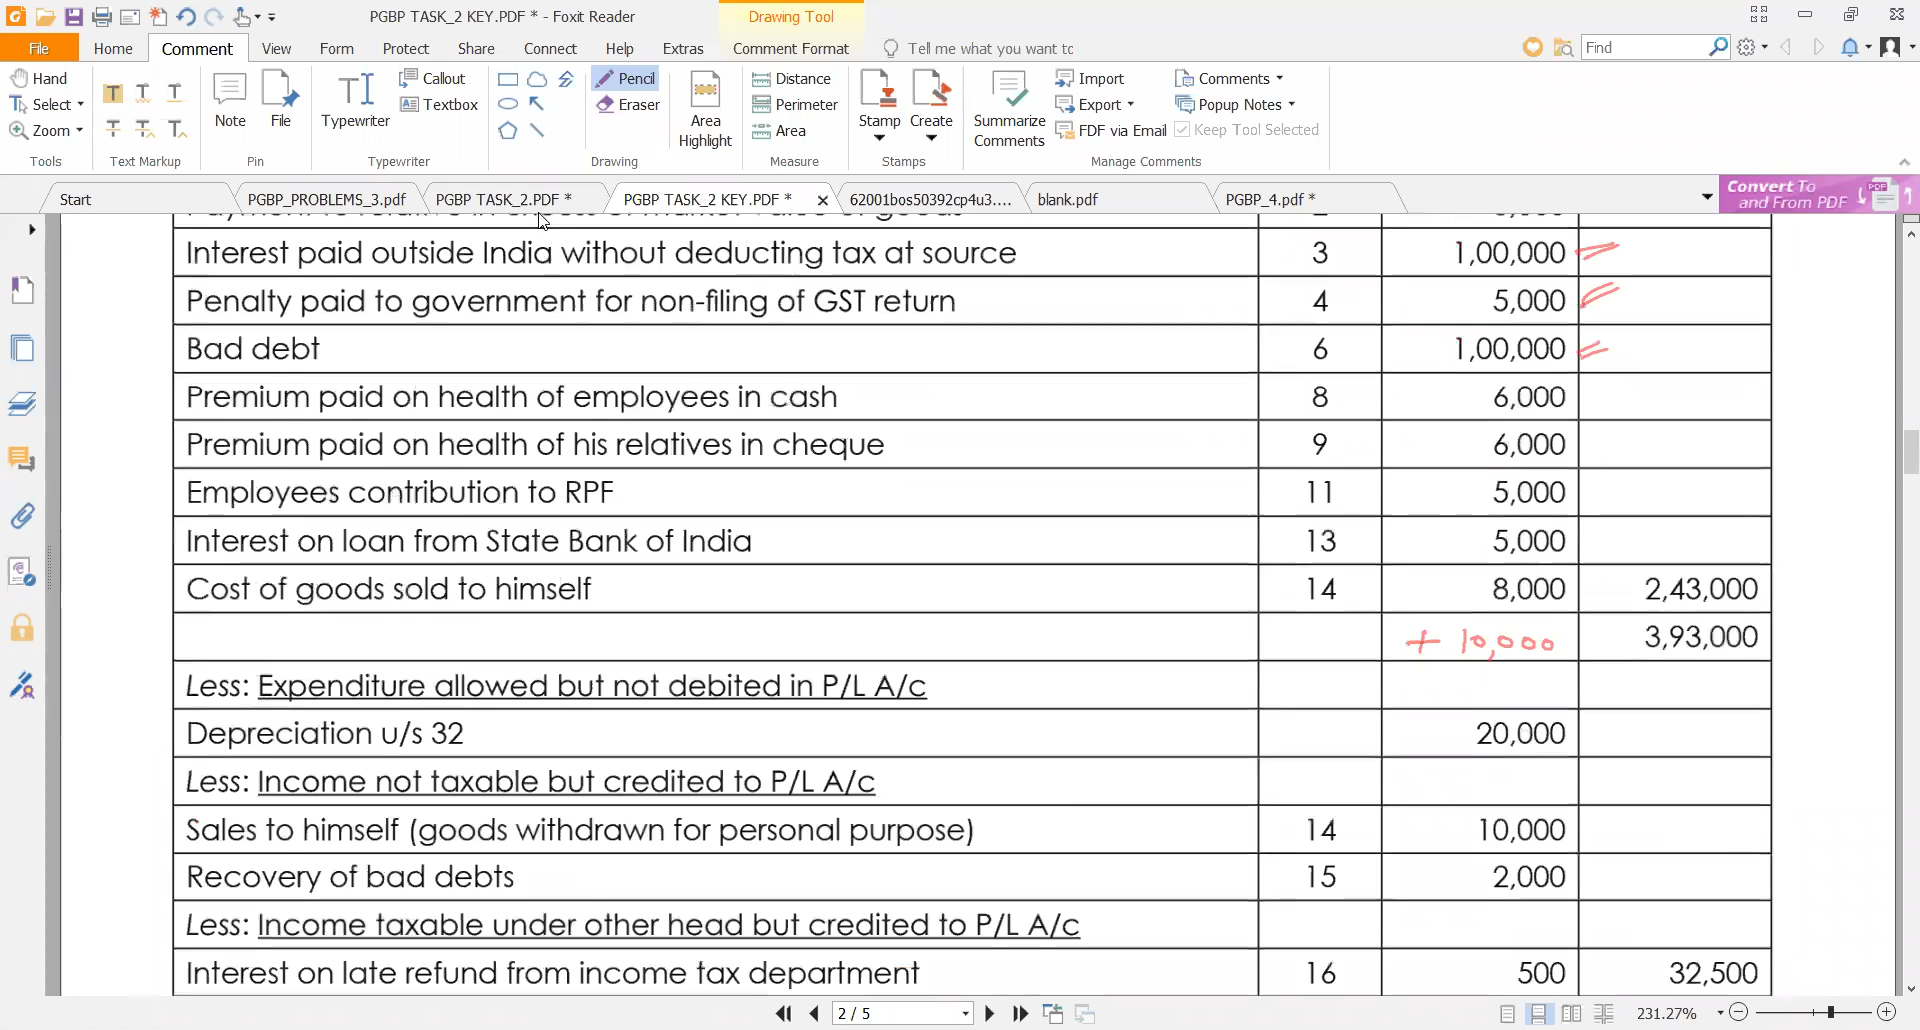 PGBP TASK_2 KEY.PDF * - Foxit Reader
Drawing Tool
File Home Comment View Form Protect Share Connect Help Extras Comment Format Tell me what you want to Find
Hand
Select
Zoom
Tools
Text Markup
Note
File
Pin
Typewriter
Callout
Textbox
Typewriter
Pencil
Eraser
Drawing
Area
Highlight
Distance
Perimeter
Area
Measure
Stamp
Create
Stamps
Summarize
Comments
Import
Export
FDF via Email
Comments
Popup Notes
Keep Tool Selected
Manage Comments
Start PGBP_PROBLEMS_3.pdf PGBP TASK_2.PDF * PGBP TASK_2 KEY.PDF * 62001bos50392cp4u3.... blank.pdf PGBP_4.pdf *
Convert To
and From PDF
PDF
Interest paid outside India without deducting tax at source 3 1,00,000
Penalty paid to government for non-filing of GST return 4 5,000
Bad debt 6 1,00,000
Premium paid on health of employees in cash 8 6,000
Premium paid on health of his relatives in cheque 9 6,000
Employees contribution to RPF 11 5,000
Interest on loan from State Bank of India 13 5,000
Cost of goods sold to himself 14 8,000 2,43,000
+ 10,000 3,93,000
Less: Expenditure allowed but not debited in P/L A/c
Depreciation u/s 32 20,000
Less: Income not taxable but credited to P/L A/c
Sales to himself (goods withdrawn for personal purpose) 14 10,000
Recovery of bad debts 15 2,000
Less: Income taxable under other head but credited to P/L A/c
Interest on late refund from income tax department 16 500 32,500
2 / 5
231.27%